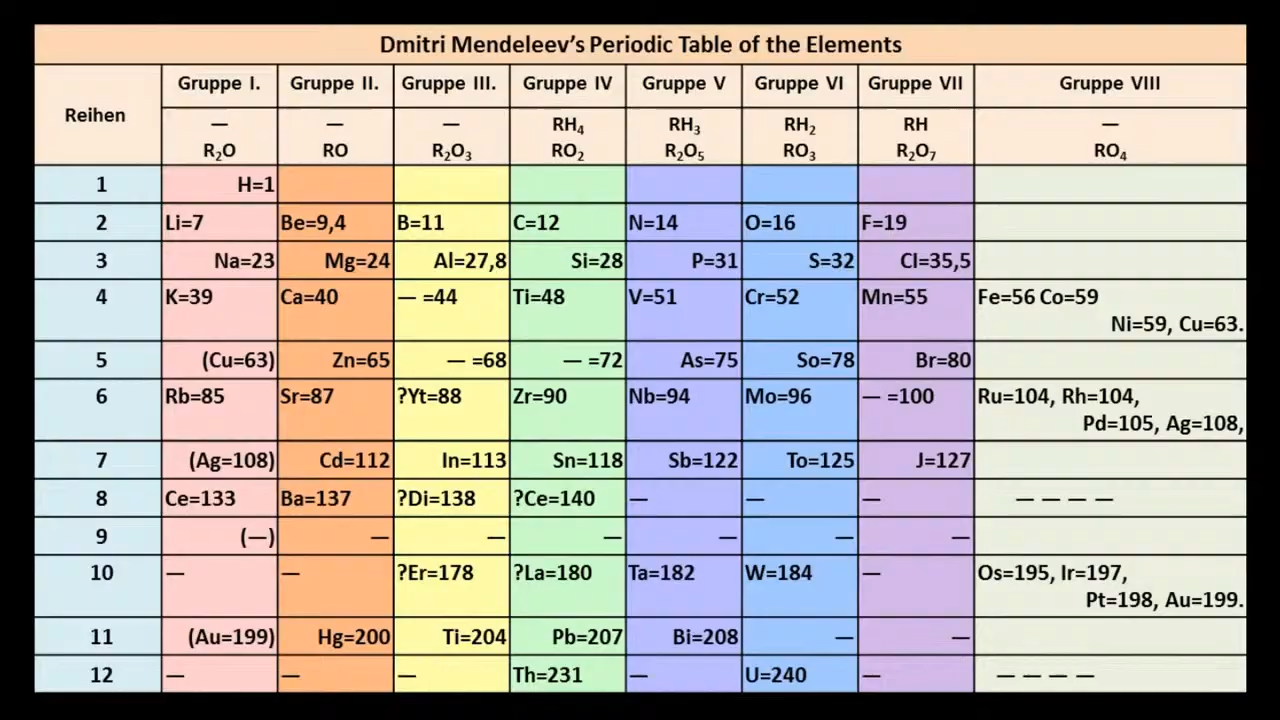 Dmitri Mendeleev's Periodic Table of the Elements
Reihen Gruppe I. Gruppe II. Gruppe III. Gruppe IV Gruppe V Gruppe VI Gruppe VII Gruppe VIII
— — — RH₄ RH₃ RH₂ RH —
R₂O RO R₂O₃ RO₂ R₂O₅ RO₃ R₂O₇ RO₄
1 H=1
2 Li=7 Be=9,4 B=11 C=12 N=14 O=16 F=19
3 Na=23 Mg=24 Al=27,8 Si=28 P=31 S=32 Cl=35,5
4 K=39 Ca=40 — =44 Ti=48 V=51 Cr=52 Mn=55 Fe=56 Co=59
Ni=59, Cu=63.
5 (Cu=63) Zn=65 — =68 — =72 As=75 So=78 Br=80
6 Rb=85 Sr=87 ?Yt=88 Zr=90 Nb=94 Mo=96 — =100 Ru=104, Rh=104,
Pd=105, Ag=108,
7 (Ag=108) Cd=112 In=113 Sn=118 Sb=122 To=125 J=127
8 Ce=133 Ba=137 ?Di=138 ?Ce=140 — — — — — — —
9 (—) — — — — — —
10 — — ?Er=178 ?La=180 Ta=182 W=184 — Os=195, Ir=197,
Pt=198, Au=199.
11 (Au=199) Hg=200 Ti=204 Pb=207 Bi=208 — —
12 — — — Th=231 — U=240 — — — — —